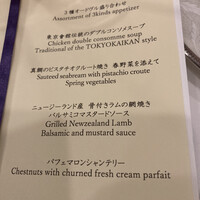 3種オードヴル盛り合わせ
Assortment of 3kinds appetizer
東京會舘伝統のダブルコンソメスープ
Chicken double consomme soup
Traditional of the TOKYOKAIKAN style
真鯛のピスタチオクルート焼き 春野菜を添えて
Sauteed seabream with pistachio croute
Spring vegetables
ニュージーランド産 骨付きラムの網焼き
バルサミコマスタードソース
Grilled Newzealand Lamb
Balsamic and mustard sauce
パフェマロンシャンテリー
Chestnuts with churned fresh cream parfait